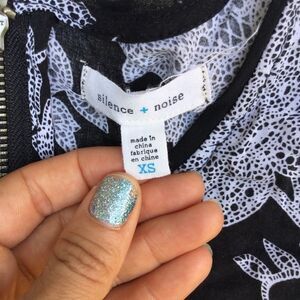 silence + noise
made in
china
fabriqué
en chine
XS